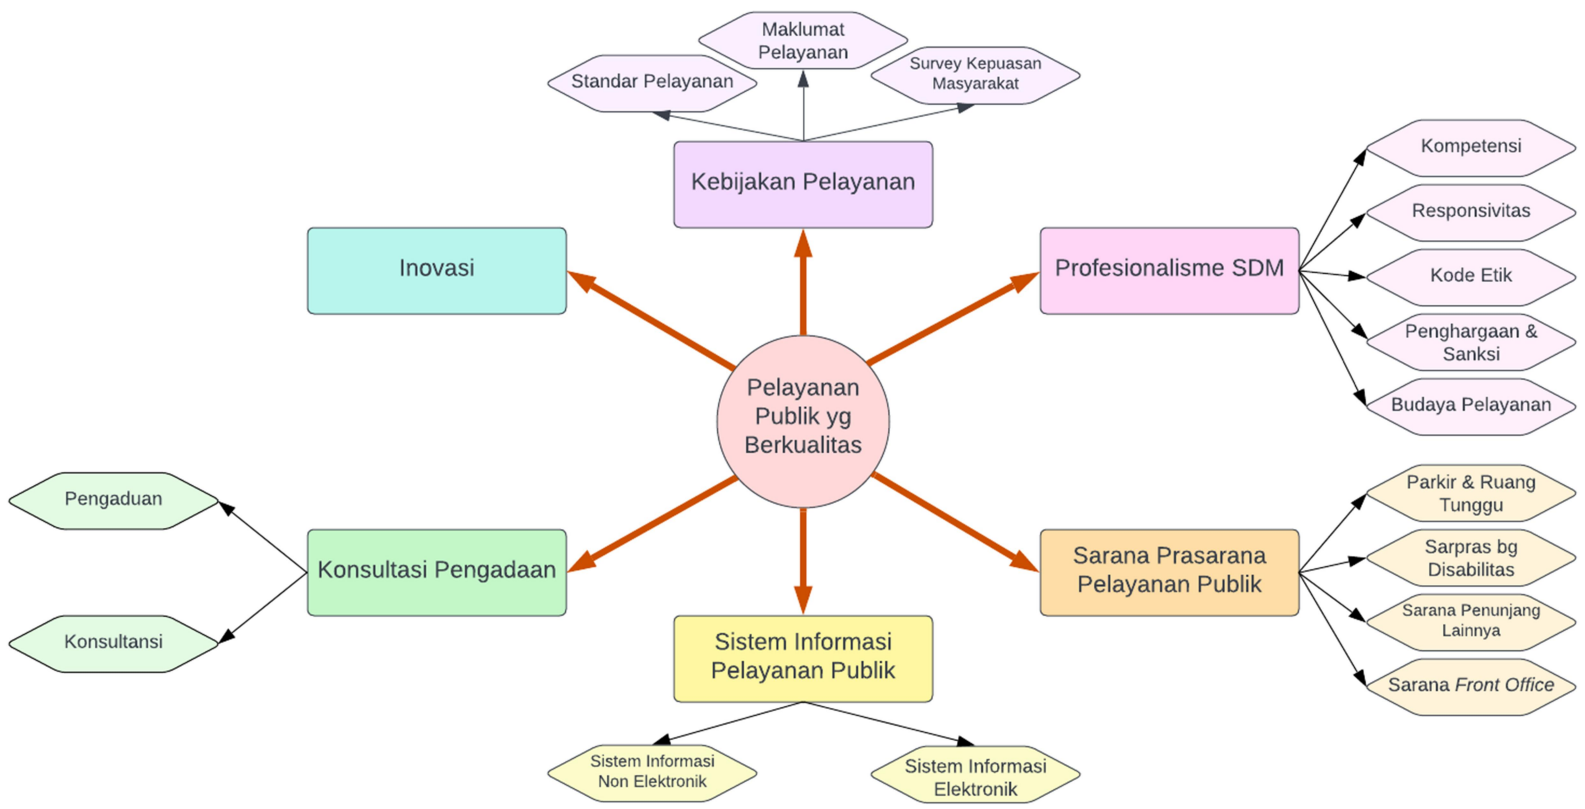 Maklumat
Pelayanan
Standar Pelayanan
Survey Kepuasan
Masyarakat
Kebijakan Pelayanan
Inovasi
Profesionalisme SDM
Kompetensi
Responsivitas
Kode Etik
Penghargaan &
Sanksi
Budaya Pelayanan
Pelayanan
Publik yg
Berkualitas
Pengaduan
Konsultansi
Konsultasi Pengadaan
Sarana Prasarana
Pelayanan Publik
Parkir & Ruang
Tunggu
Sarpras bg
Disabilitas
Sarana Penunjang
Lainnya
Sarana Front Office
Sistem Informasi
Pelayanan Publik
Sistem Informasi
Non Elektronik
Sistem Informasi
Elektronik